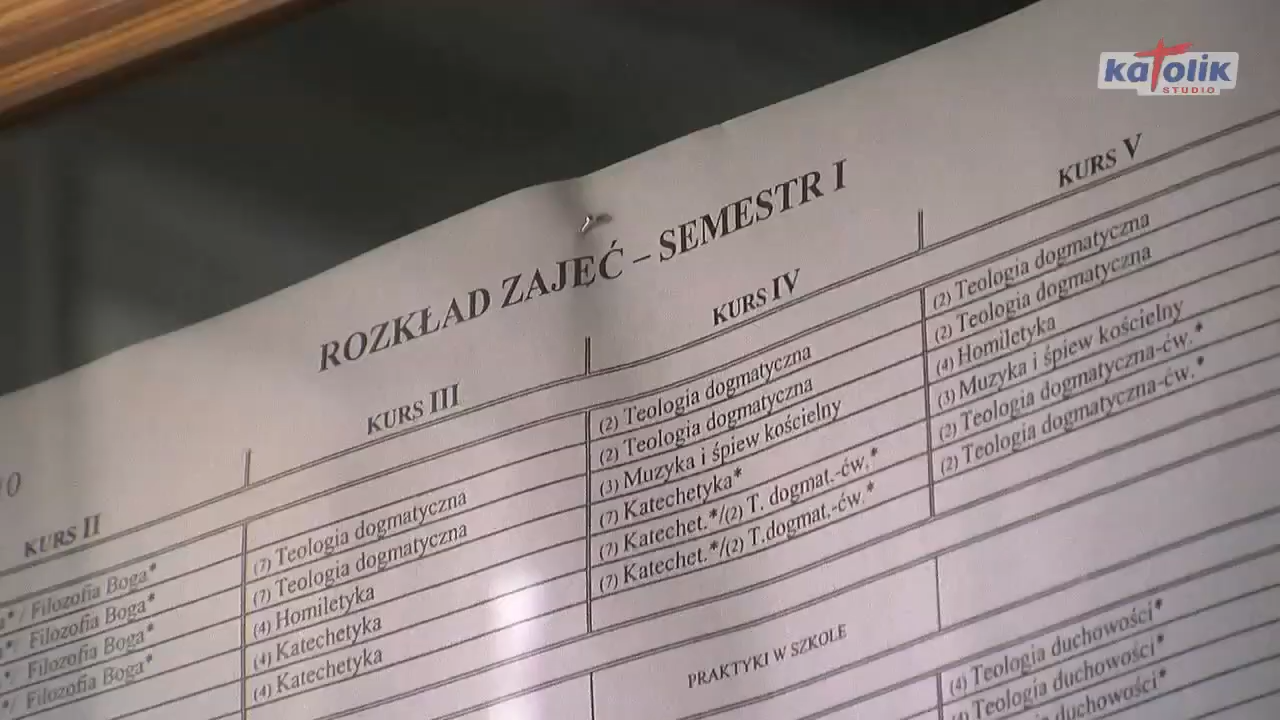 katolik
STUDIO
ROZKŁAD ZAJĘĆ – SEMESTR I
KURS II
/ Filozofia Boga*
/ Filozofia Boga*
/ Filozofia Boga*
*/ Filozofia Boga*
KURS III
(7) Teologia dogmatyczna
(7) Teologia dogmatyczna
(4) Homiletyka
(4) Katechetyka
(4) Katechetyka
KURS IV
(2) Teologia dogmatyczna
(2) Teologia dogmatyczna
(3) Muzyka i śpiew kościelny
(7) Katechetyka*
(7) Katechet.*/(2) T. dogmat.-ćw.*
(7) Katechet.*/(2) T.dogmat.-ćw.*
PRAKTYKI W SZKOLE
KURS V
(2) Teologia dogmatyczna
(2) Teologia dogmatyczna
(4) Homiletyka
(3) Muzyka i śpiew kościelny
(2) Teologia dogmatyczna-ćw.*
(2) Teologia dogmatyczna-ćw.*
(4) Teologia duchowości*
Teologia duchowości*
duchowości*